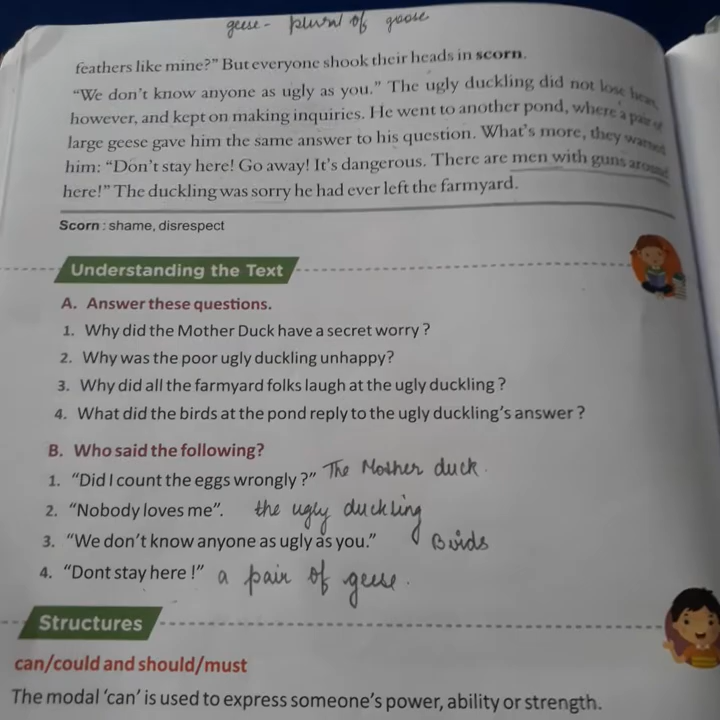 geese - plural of goose
feathers like mine?" But everyone shook their heads in scorn.
"We don't know anyone as ugly as you." The ugly duckling did not lose heart,
however, and kept on making inquiries. He went to another pond, where a pair of
large geese gave him the same answer to his question. What's more, they warned
him: "Don't stay here! Go away! It's dangerous. There are men with guns around
here!" The duckling was sorry he had ever left the farmyard.
Scorn : shame, disrespect
Understanding the Text
A. Answer these questions.
1. Why did the Mother Duck have a secret worry ?
2. Why was the poor ugly duckling unhappy?
3. Why did all the farmyard folks laugh at the ugly duckling ?
4. What did the birds at the pond reply to the ugly duckling's answer ?
B. Who said the following?
1. "Did I count the eggs wrongly ?" The Mother duck.
2. "Nobody loves me". the ugly duckling
3. "We don't know anyone as ugly as you." Birds
4. "Dont stay here !" a pair of geese.
Structures
can/could and should/must
The modal 'can' is used to express someone's power, ability or strength.